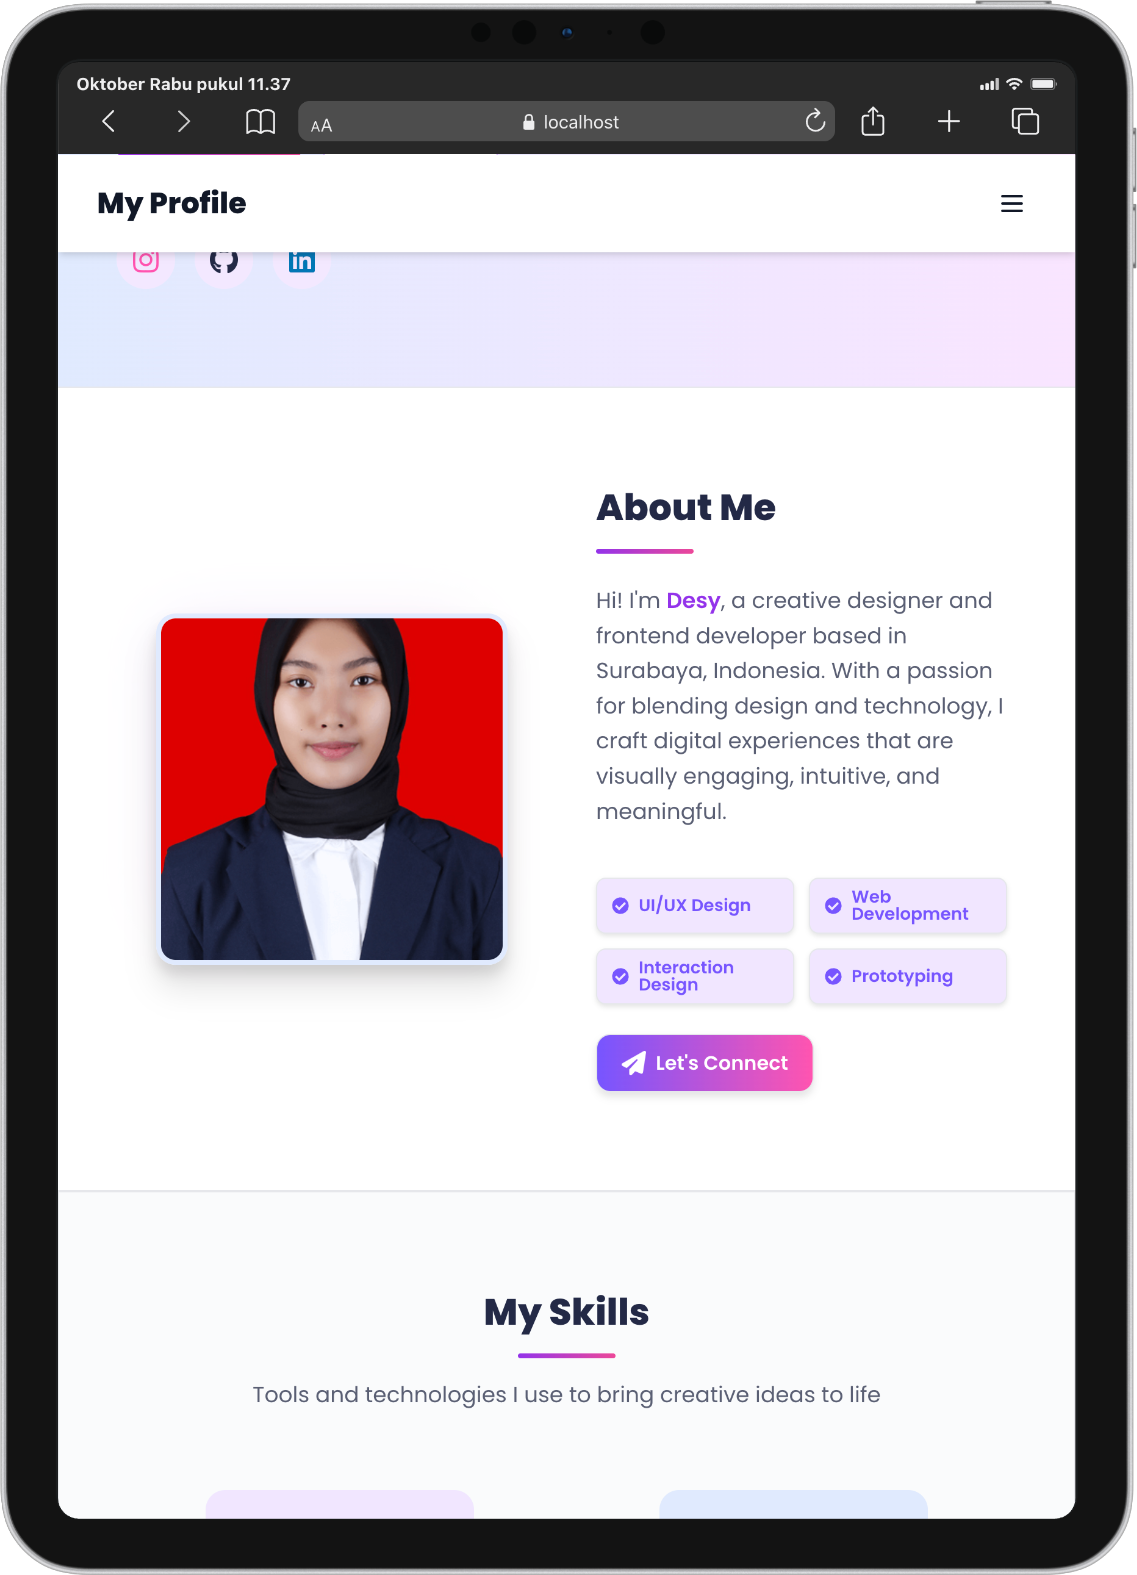 Oktober Rabu pukul 11.37
AA
localhost
My Profile
in
About Me
Hi! I'm Desy, a creative designer and
frontend developer based in
Surabaya, Indonesia. With a passion
for blending design and technology, I
craft digital experiences that are
visually engaging, intuitive, and
meaningful.
UI/UX Design
Web
Development
Interaction
Design
Prototyping
Let's Connect
My Skills
Tools and technologies I use to bring creative ideas to life